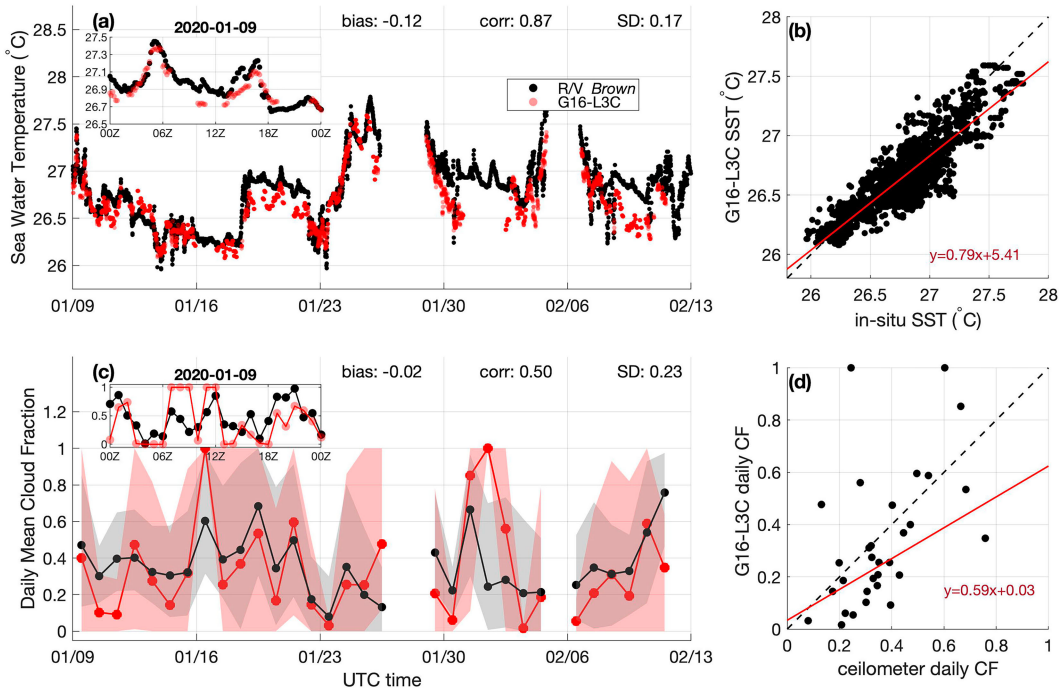 (a)
bias: -0.12
corr: 0.87
SD: 0.17
2020-01-09
27.5
27.2
26.9
26.7
26.5
00Z
06Z
12Z
18Z
00Z
R/V Brown
G16-L3C
Sea Water Temperature (°C)
28.5
28
27.5
27
26.5
26
01/09
01/16
01/23
01/30
02/06
02/13
(b)
G16-L3C SST (°C)
28
27.5
27
26.5
26
y=0.79x+5.41
26
26.5
27
27.5
28
in-situ SST (°C)
(c)
bias: -0.02
corr: 0.50
SD: 0.23
2020-01-09
1
0.5
0
00Z
06Z
12Z
18Z
00Z
Daily Mean Cloud Fraction
1.2
1
0.8
0.6
0.4
0.2
0
01/09
01/16
01/23
01/30
02/06
02/13
UTC time
(d)
G16-L3C daily CF
1
0.8
0.6
0.4
0.2
0
y=0.59x+0.03
0
0.2
0.4
0.6
0.8
1
ceilometer daily CF